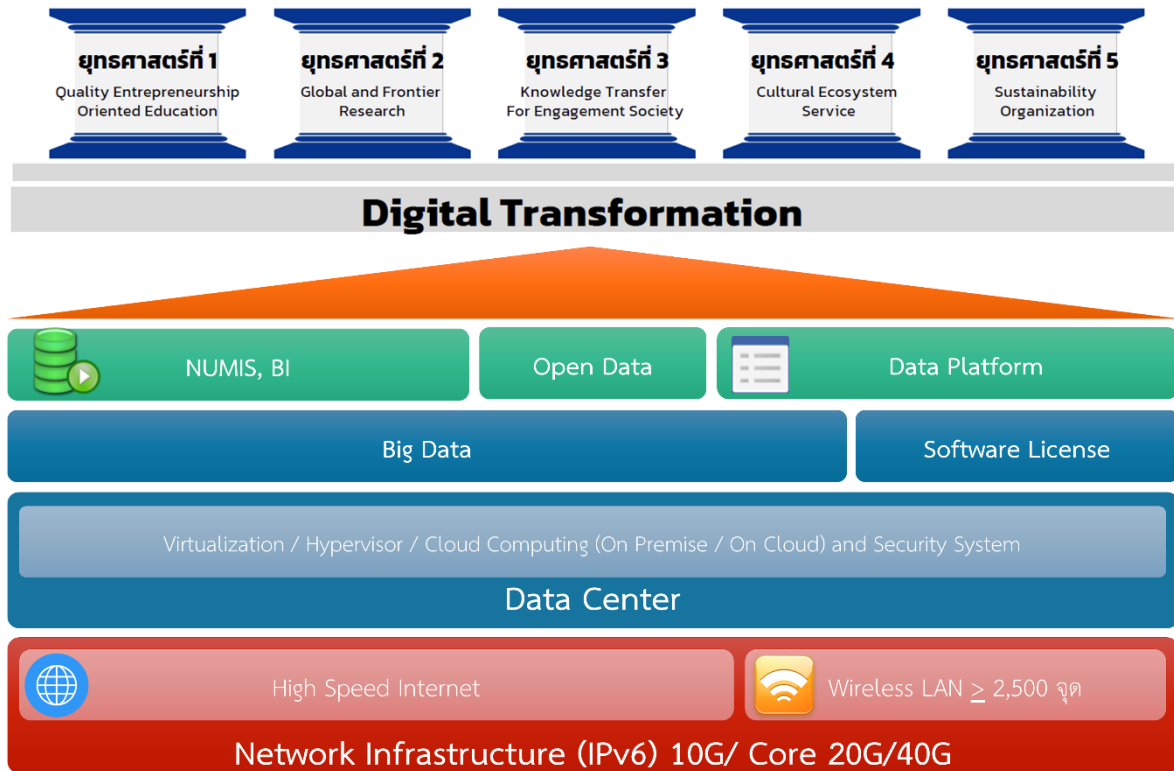 ยุทธศาสตร์ที่ 1
Quality Entrepreneurship
Oriented Education
ยุทธศาสตร์ที่ 2
Global and Frontier
Research
ยุทธศาสตร์ที่ 3
Knowledge Transfer
For Engagement Society
ยุทธศาสตร์ที่ 4
Cultural Ecosystem
Service
ยุทธศาสตร์ที่ 5
Sustainability
Organization
Digital Transformation
NUMIS, BI
Open Data
Data Platform
Big Data
Software License
Virtualization / Hypervisor / Cloud Computing (On Premise / On Cloud) and Security System
Data Center
High Speed Internet
Wireless LAN ≥ 2,500 จุด
Network Infrastructure (IPv6) 10G/ Core 20G/40G